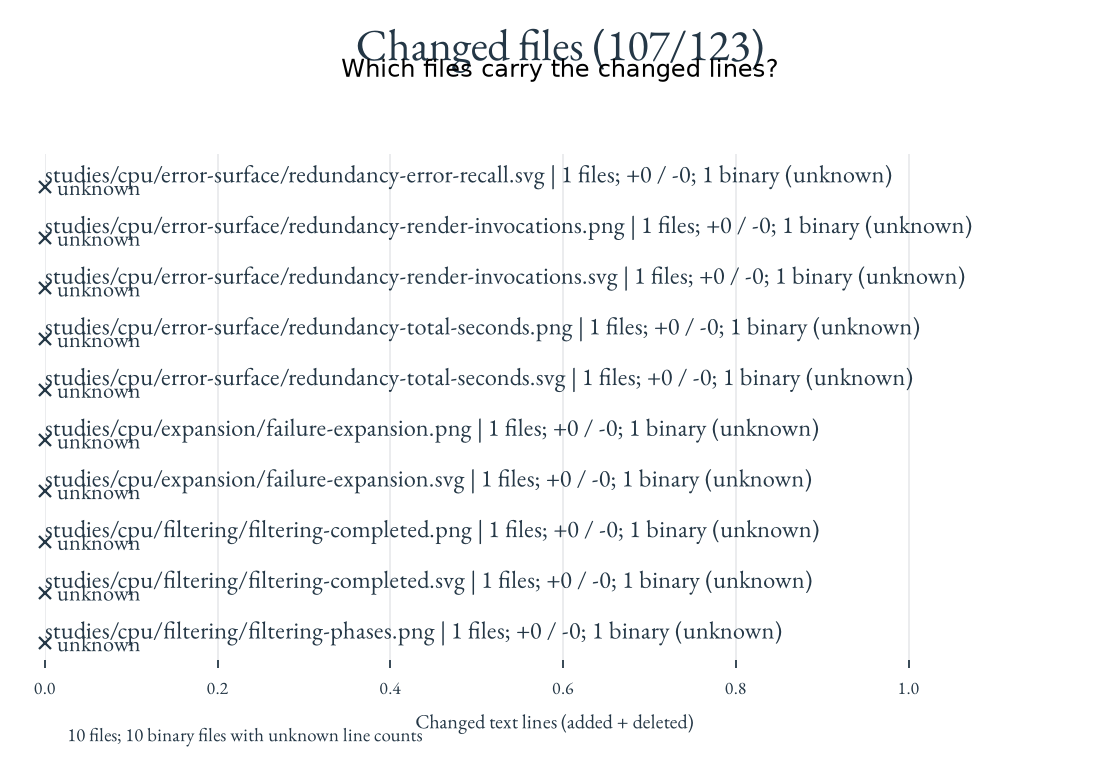 Changed files (107/123)
Which files carry the changed lines?
studies/cpu/error-surface/redundancy-error-recall.svg | 1 files; +0 / -0; 1 binary (unknown)
unknown
studies/cpu/error-surface/redundancy-render-invocations.png | 1 files; +0 / -0; 1 binary (unknown)
unknown
studies/cpu/error-surface/redundancy-render-invocations.svg | 1 files; +0 / -0; 1 binary (unknown)
unknown
studies/cpu/error-surface/redundancy-total-seconds.png | 1 files; +0 / -0; 1 binary (unknown)
unknown
studies/cpu/error-surface/redundancy-total-seconds.svg | 1 files; +0 / -0; 1 binary (unknown)
unknown
studies/cpu/expansion/failure-expansion.png | 1 files; +0 / -0; 1 binary (unknown)
unknown
studies/cpu/expansion/failure-expansion.svg | 1 files; +0 / -0; 1 binary (unknown)
unknown
studies/cpu/filtering/filtering-completed.png | 1 files; +0 / -0; 1 binary (unknown)
unknown
studies/cpu/filtering/filtering-completed.svg | 1 files; +0 / -0; 1 binary (unknown)
unknown
studies/cpu/filtering/filtering-phases.png | 1 files; +0 / -0; 1 binary (unknown)
unknown
0.0 0.2 0.4 0.6 0.8 1.0
Changed text lines (added + deleted)
10 files; 10 binary files with unknown line counts